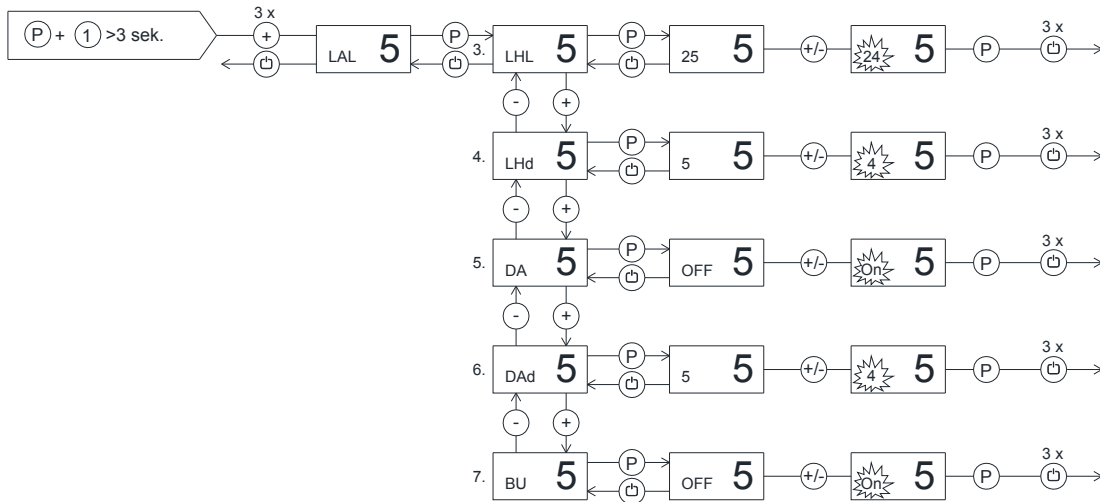 3 x
P + 1 >3 sek. + LAL 5 P 3. LHL 5 P 25 5 +/- 24 5 P 3 x
- +
4. LHd 5 P 5 5 +/- 4 5 P 3 x
- +
5. DA 5 P OFF 5 +/- On 5 P 3 x
- +
6. DAd 5 P 5 5 +/- 4 5 P 3 x
- +
7. BU 5 P OFF 5 +/- On 5 P 3 x